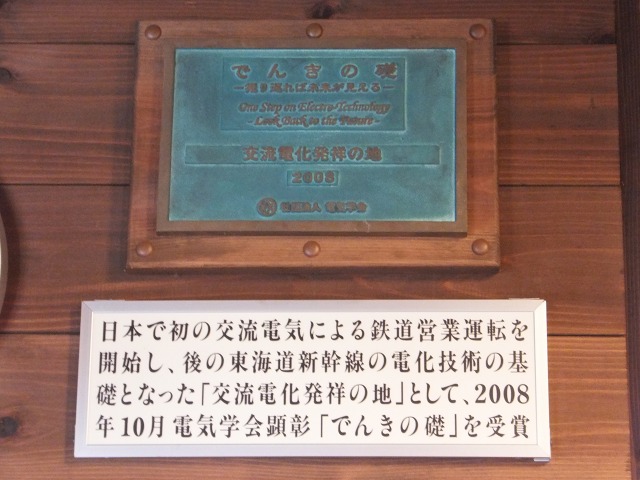 でんきの礎
―振り返れば未来が見える―
One Step on Electro-Technology
- Look Back to the Future -
交流電化発祥の地
2008
社団法人 電気学会
日本で初の交流電気による鉄道営業運転を
開始し、後の東海道新幹線の電化技術の基
礎となった「交流電化発祥の地」として、2008
年10月電気学会顕彰「でんきの礎」を受賞